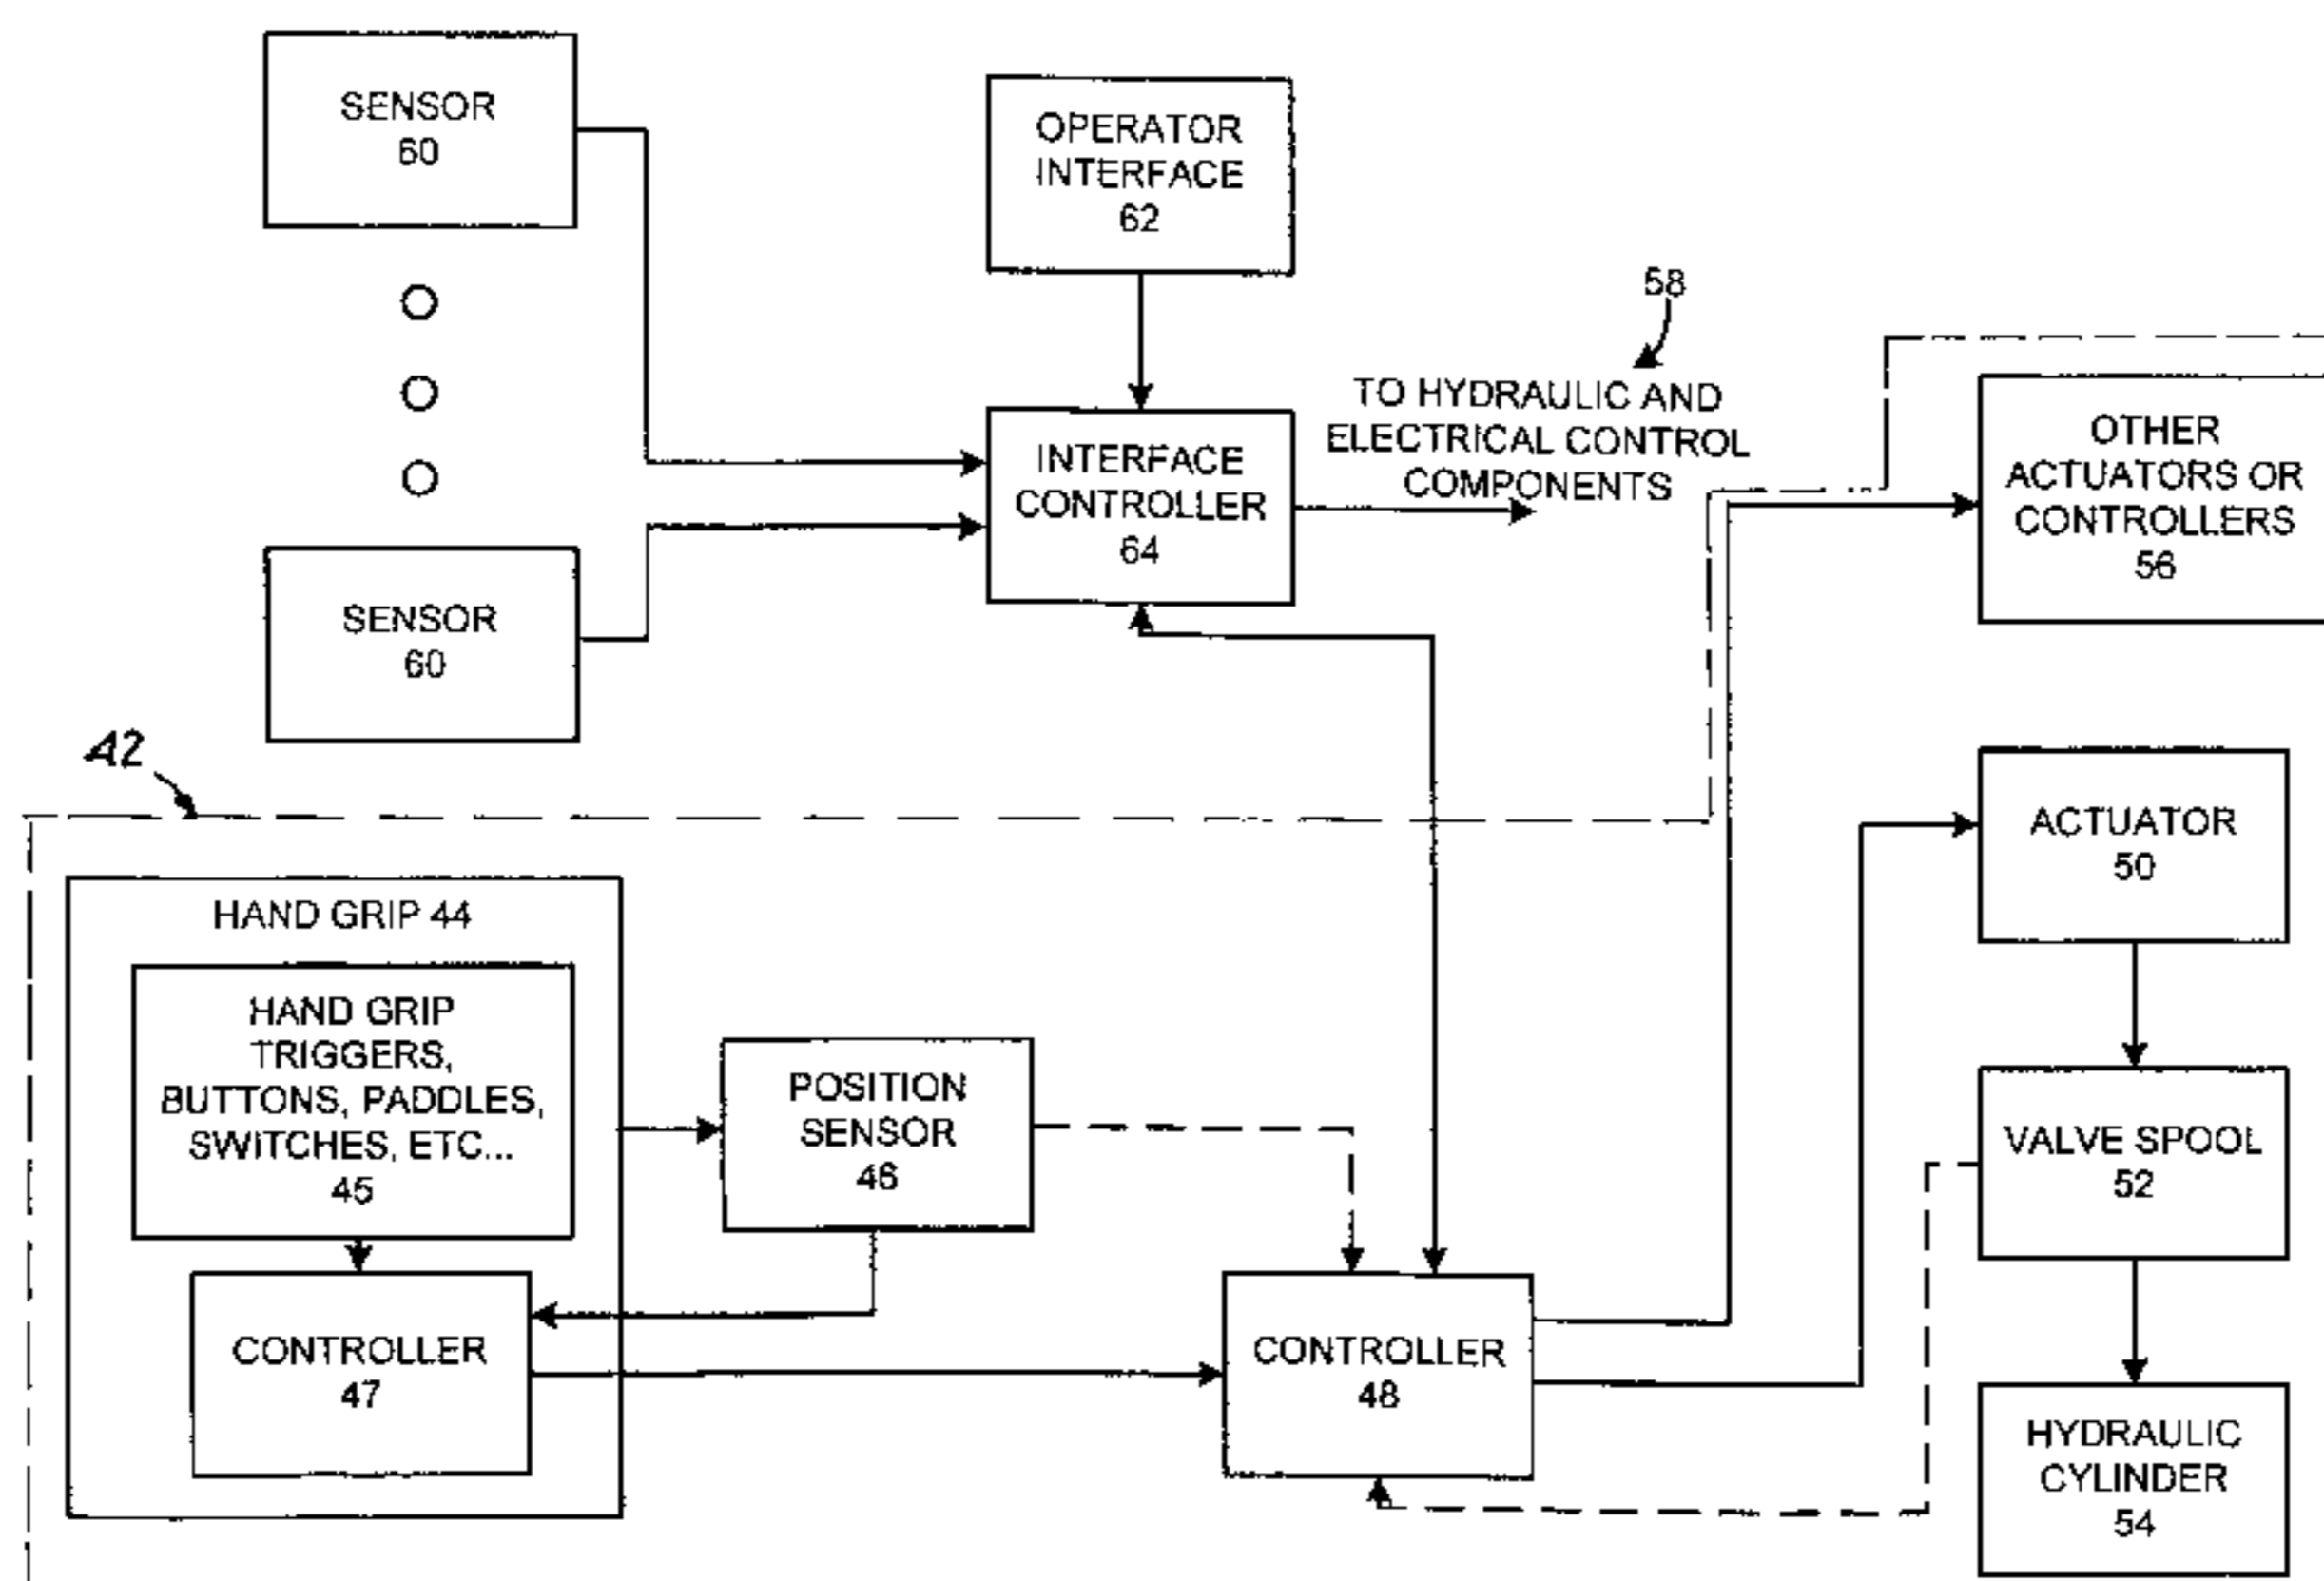 SENSOR
60
OPERATOR
INTERFACE
62
58
TO HYDRAULIC AND
ELECTRICAL CONTROL
COMPONENTS
INTERFACE
CONTROLLER
64
OTHER
ACTUATORS OR
CONTROLLERS
56
SENSOR
60
42
ACTUATOR
50
HAND GRIP 44
HAND GRIP
TRIGGERS,
BUTTONS, PADDLES,
SWITCHES, ETC...
45
POSITION
SENSOR
46
VALVE SPOOL
52
CONTROLLER
47
CONTROLLER
48
HYDRAULIC
CYLINDER
54